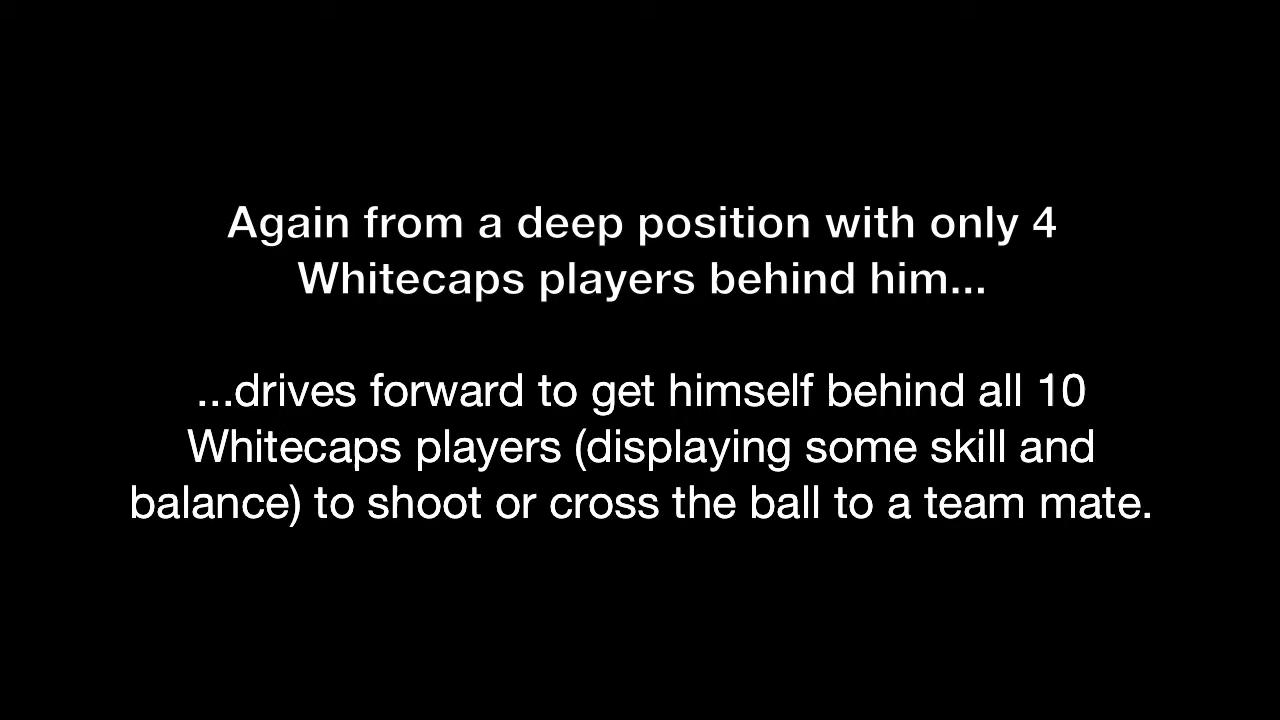 Again from a deep position with only 4
Whitecaps players behind him...
...drives forward to get himself behind all 10
Whitecaps players (displaying some skill and
balance) to shoot or cross the ball to a team mate.